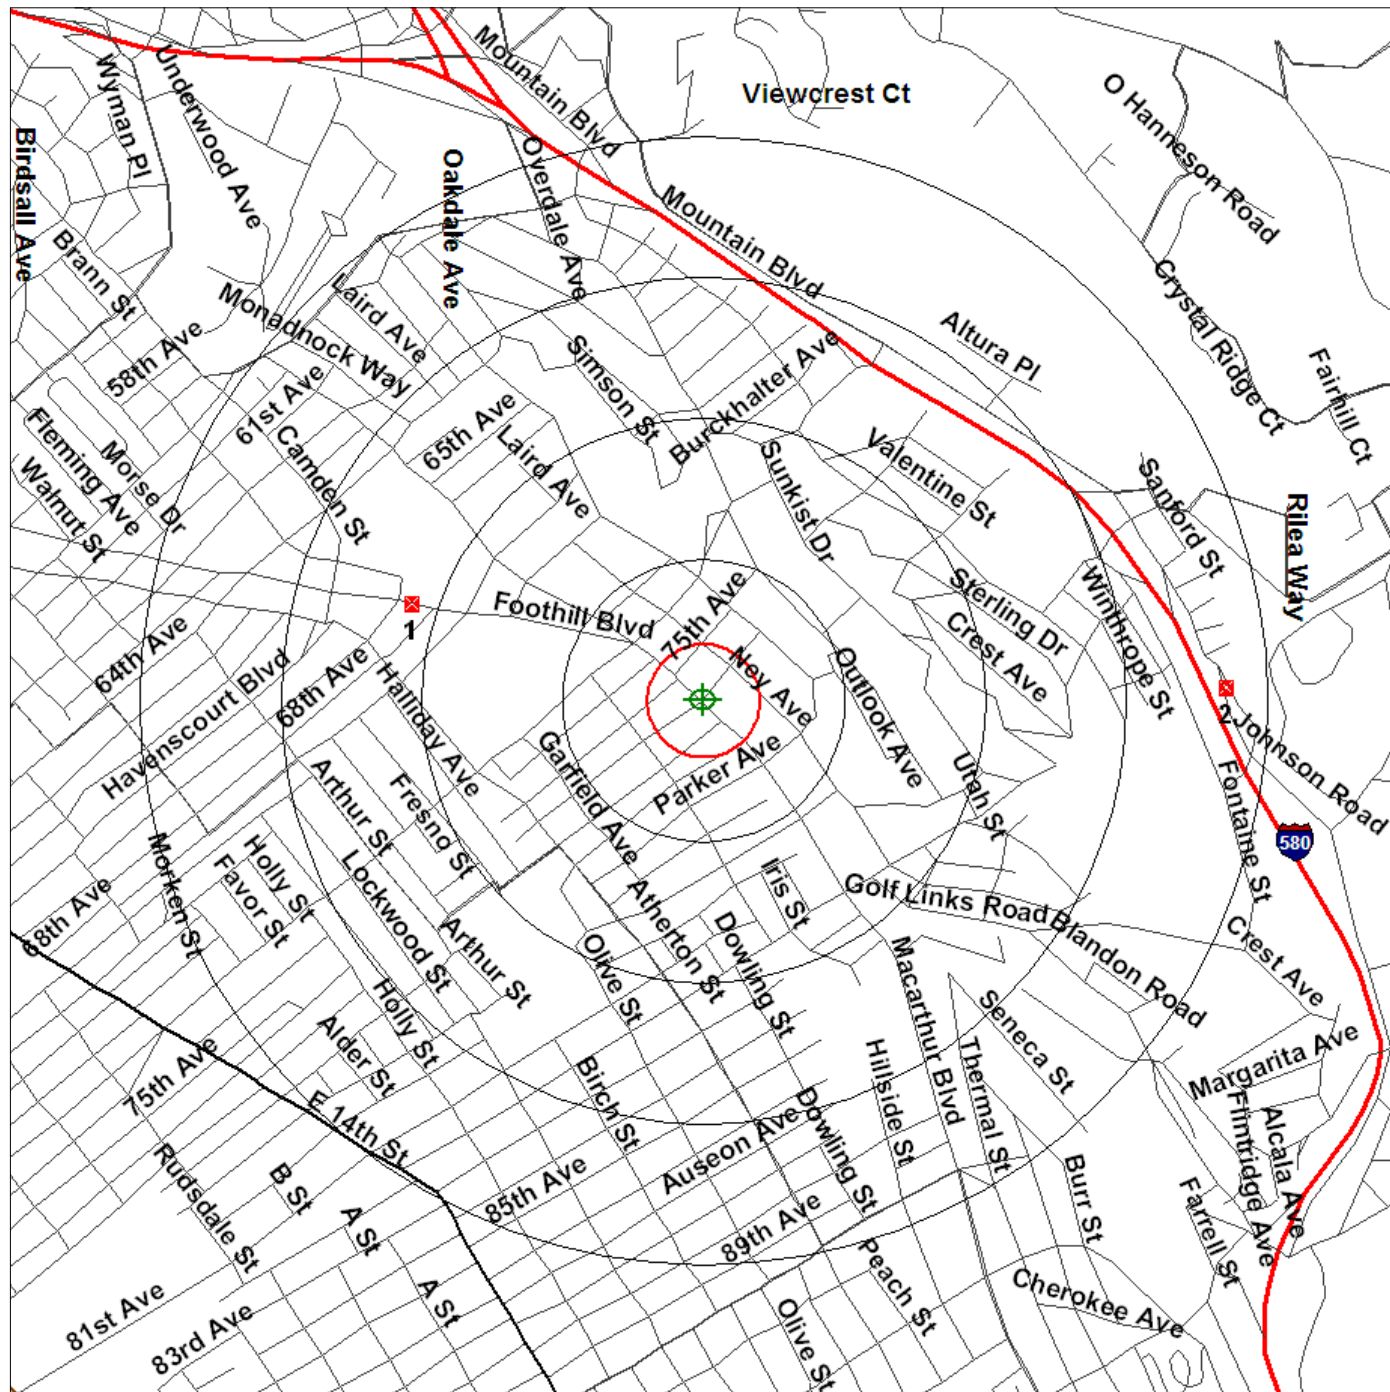 Mountain Blvd
Viewcrest Ct
O Hanneson Road
Wyman Pl
Underwood Ave
Birdsall Ave
Oakdale Ave
Overdale Ave
Mountain Blvd
Brann St
Monadnock Way
Laird Ave
Crystal Ridge Ct
Altura Pl
58th Ave
61st Ave
Simson St
Burckhalter Ave
Fairhill Ct
Fleming Ave
Morse Dr
Walnut St
Camden St
65th Ave
Laird Ave
Sunkist Dr
Valentine St
Sanford St
Rilea Way
1
Foothill Blvd
75th Ave
Sterling Dr
Crest Ave
Winthrope St
64th Ave
Havenscourt Blvd
68th Ave
Halliday Ave
Ney Ave
Outlook Ave
2
Johnson Road
Garfield Ave
Parker Ave
Utah St
Fontaine St
580
Arthur St
Fresno St
Morken St
Holly St
Favor St
Lockwood St
Arthur St
68th Ave
Atherton St
Iris St
Golf Links Road
Blandon Road
Crest Ave
Olive St
Dowling St
Macarthur Blvd
Seneca St
Holly St
Alder St
75th Ave
E 14th St
Birch St
Auseon Ave
Dowling St
Hillside St
Thermal St
Margarita Ave
Flintridge Ave
Alcala Ave
Rudsdale St
B St
A St
85th Ave
89th Ave
Burr St
Farrell St
Peach St
Cherokee Ave
81st Ave
83rd Ave
A St
Olive St